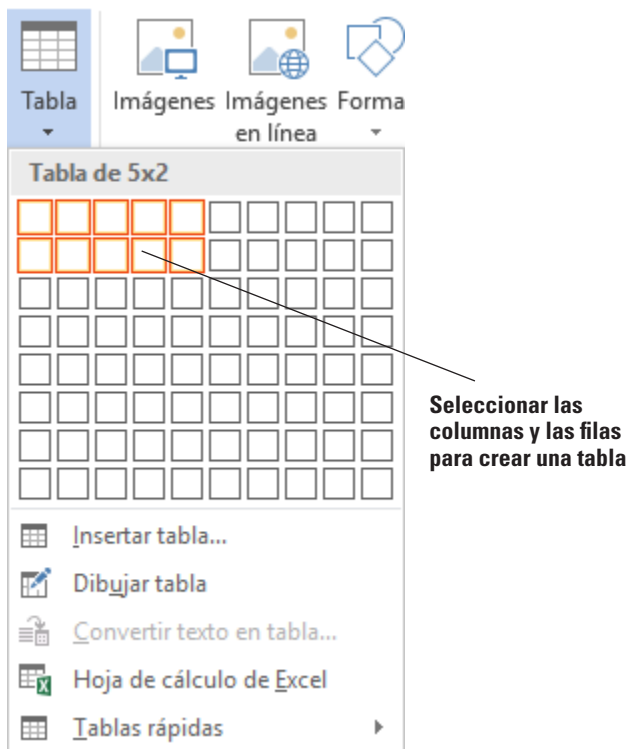 Tabla
Imágenes
Imágenes
en línea
Forma
Tabla de 5x2
Seleccionar las
columnas y las filas
para crear una tabla
Insertar tabla...
Dibujar tabla
Convertir texto en tabla...
Hoja de cálculo de Excel
Tablas rápidas